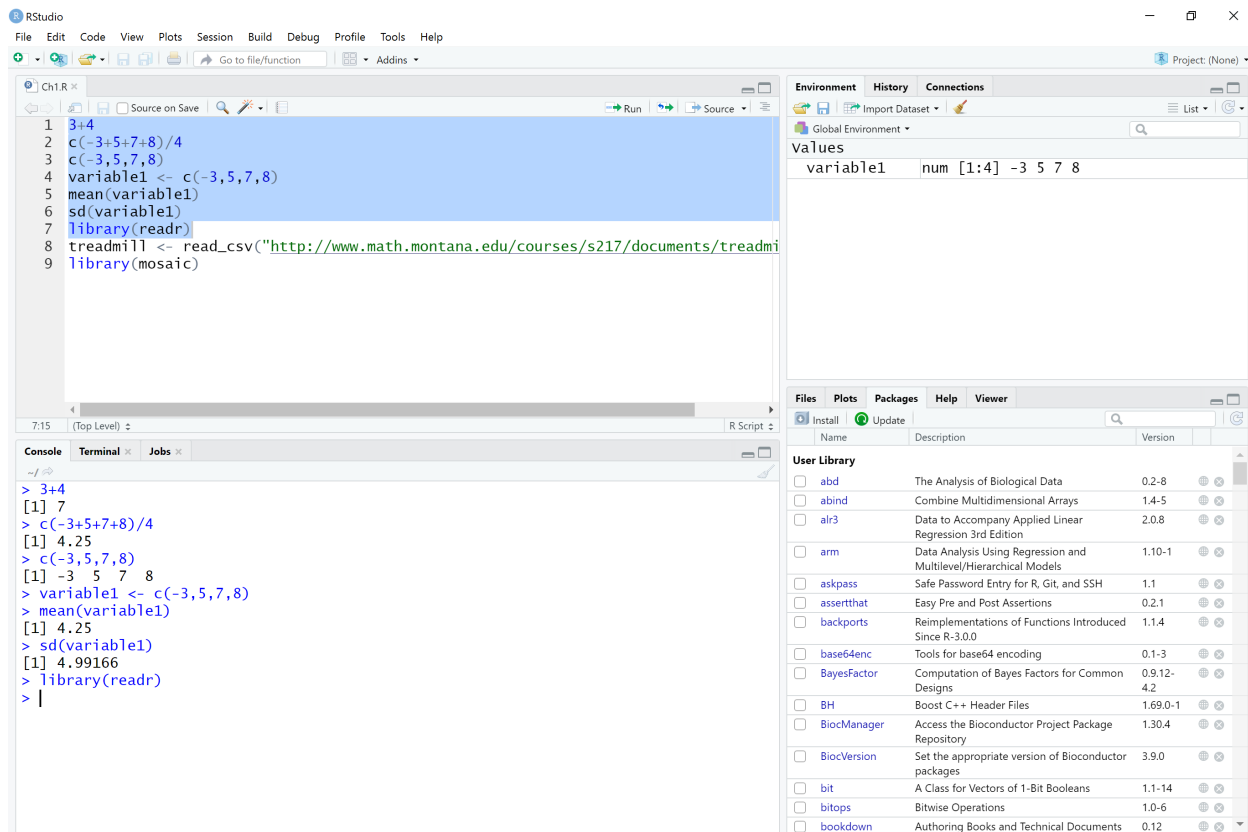 RStudio
File Edit Code View Plots Session Build Debug Profile Tools Help
Go to file/function Addins Project: (None)
Ch1.R
Source on Save Run Source
1 3+4
2 c(-3+5+7+8)/4
3 c(-3,5,7,8)
4 variable1 <- c(-3,5,7,8)
5 mean(variable1)
6 sd(variable1)
7 library(readr)
8 treadmill <- read_csv("http://www.math.montana.edu/courses/s217/documents/treadmi
9 library(mosaic)
7:15 (Top Level) R Script
Console Terminal Jobs
~/
> 3+4
[1] 7
> c(-3+5+7+8)/4
[1] 4.25
> c(-3,5,7,8)
[1] -3 5 7 8
> variable1 <- c(-3,5,7,8)
> mean(variable1)
[1] 4.25
> sd(variable1)
[1] 4.99166
> library(readr)
>
Environment History Connections
Import Dataset List
Global Environment
Values
variable1 num [1:4] -3 5 7 8
Files Plots Packages Help Viewer
Install Update
Name Description Version
User Library
abd The Analysis of Biological Data 0.2-8
abind Combine Multidimensional Arrays 1.4-5
alr3 Data to Accompany Applied Linear 2.0.8
Regression 3rd Edition
arm Data Analysis Using Regression and 1.10-1
Multilevel/Hierarchical Models
askpass Safe Password Entry for R, Git, and SSH 1.1
assertthat Easy Pre and Post Assertions 0.2.1
backports Reimplementations of Functions Introduced 1.1.4
Since R-3.0.0
base64enc Tools for base64 encoding 0.1-3
BayesFactor Computation of Bayes Factors for Common 0.9.12-
Designs 4.2
BH Boost C++ Header Files 1.69.0-1
BiocManager Access the Bioconductor Project Package 1.30.4
Repository
BiocVersion Set the appropriate version of Bioconductor 3.9.0
packages
bit A Class for Vectors of 1-Bit Booleans 1.1-14
bitops Bitwise Operations 1.0-6
bookdown Authoring Books and Technical Documents 0.12